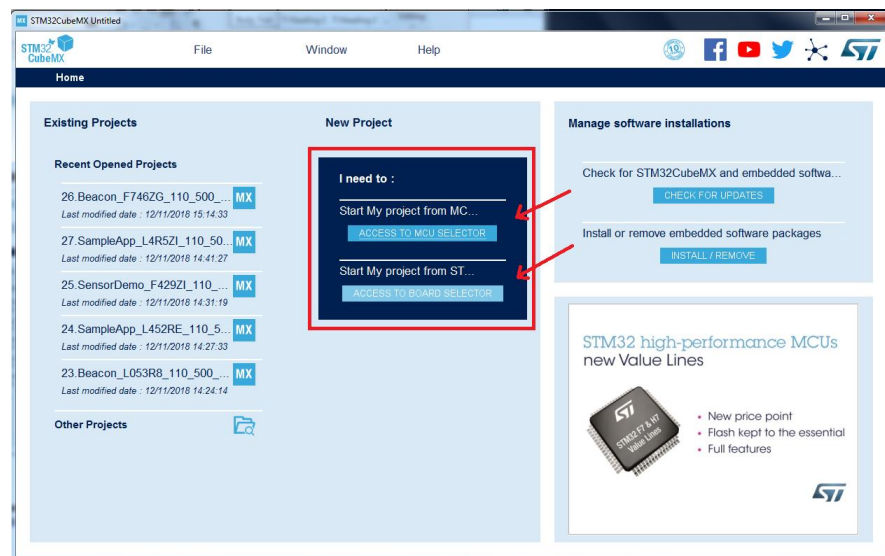 STM32CubeMX Untitled
STM32
CubeMX
File
Window
Help
10
Home
Existing Projects
Recent Opened Projects
26.Beacon_F746ZG_110_500_...
MX
Last modified date : 12/11/2018 15:14:33
27.SampleApp_L4R5ZI_110_50...
MX
Last modified date : 12/11/2018 14:41:27
25.SensorDemo_F429ZI_110_...
MX
Last modified date : 12/11/2018 14:31:19
24.SampleApp_L452RE_110_5...
MX
Last modified date : 12/11/2018 14:27:33
23.Beacon_L053R8_110_500_...
MX
Last modified date : 12/11/2018 14:24:14
Other Projects
New Project
I need to :
Start My project from MC...
ACCESS TO MCU SELECTOR
Start My project from ST...
ACCESS TO BOARD SELECTOR
Manage software installations
Check for STM32CubeMX and embedded softwa...
CHECK FOR UPDATES
Install or remove embedded software packages
INSTALL / REMOVE
STM32 high-performance MCUs
new Value Lines
STM32 F7 & H7
Value Lines
• New price point
• Flash kept to the essential
• Full features